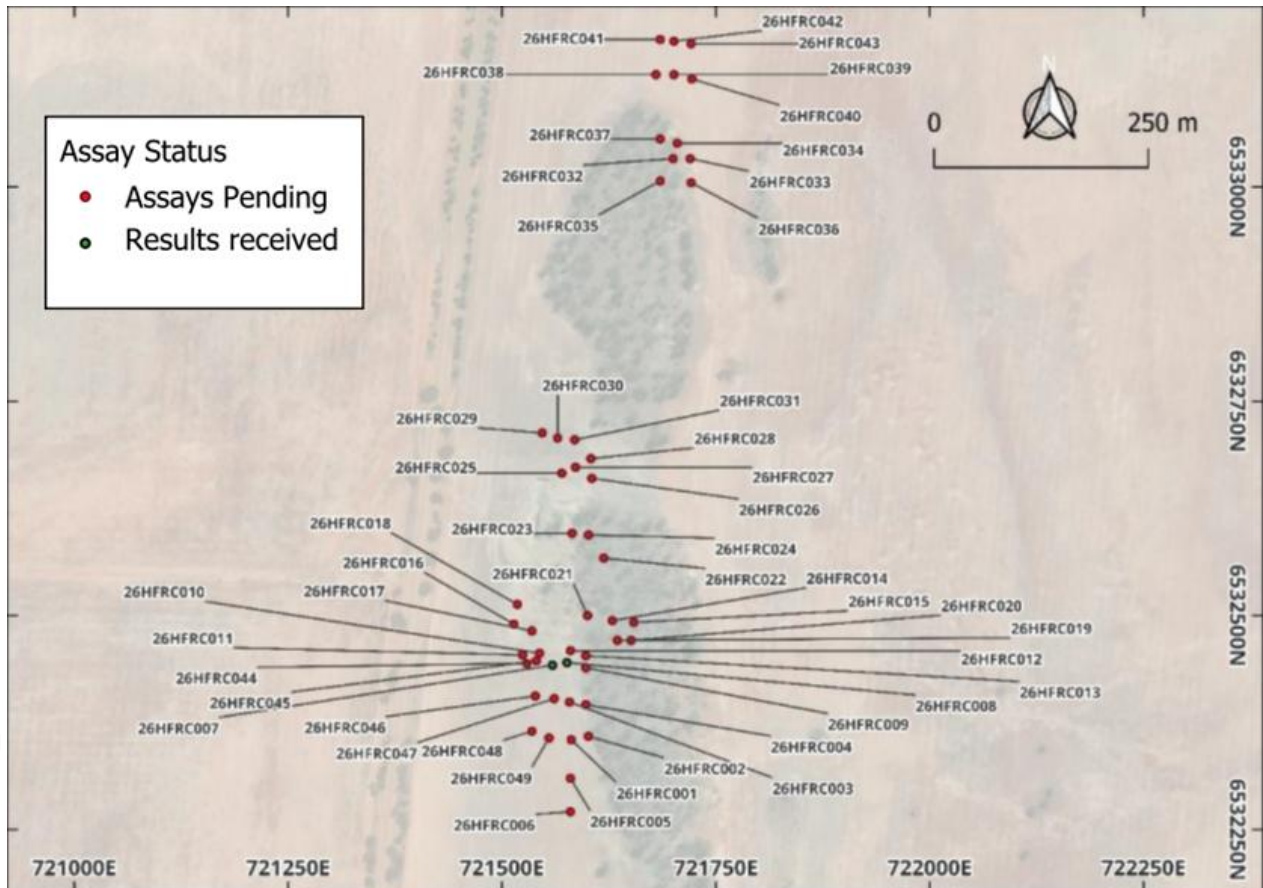 26HFRC042
26HFRC041
26HFRC043
26HFRC038
26HFRC039
N
26HFRC040
0
250 m
Assay Status
Assays Pending
Results received
26HFRC037
26HFRC034
26HFRC032
26HFRC033
6533000N
26HFRC035
26HFRC036
26HFRC030
26HFRC031
6532750N
26HFRC029
26HFRC028
26HFRC025
26HFRC027
26HFRC026
26HFRC018
26HFRC023
26HFRC024
26HFRC016
26HFRC021
26HFRC022
26HFRC014
26HFRC010
26HFRC017
26HFRC015
26HFRC020
6532500N
26HFRC019
26HFRC011
26HFRC012
26HFRC044
26HFRC013
26HFRC045
26HFRC008
26HFRC007
26HFRC046
26HFRC009
26HFRC004
26HFRC047
26HFRC048
26HFRC002
26HFRC049
26HFRC003
26HFRC001
26HFRC006
26HFRC005
6532250N
721000E
721250E
721500E
721750E
722000E
722250E